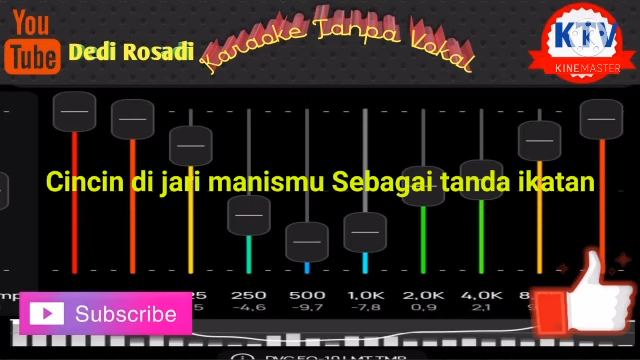 You
Tube
Dedi Rosadi
Karaoke Tanpa Vokal
KTV
KINEMASTER
Cincin di jari manismu Sebagai tanda ikatan
250 500 1,0K 2,0K 4,0K
-4,6 -9,7 -7,8 0,9 2,1
Subscribe